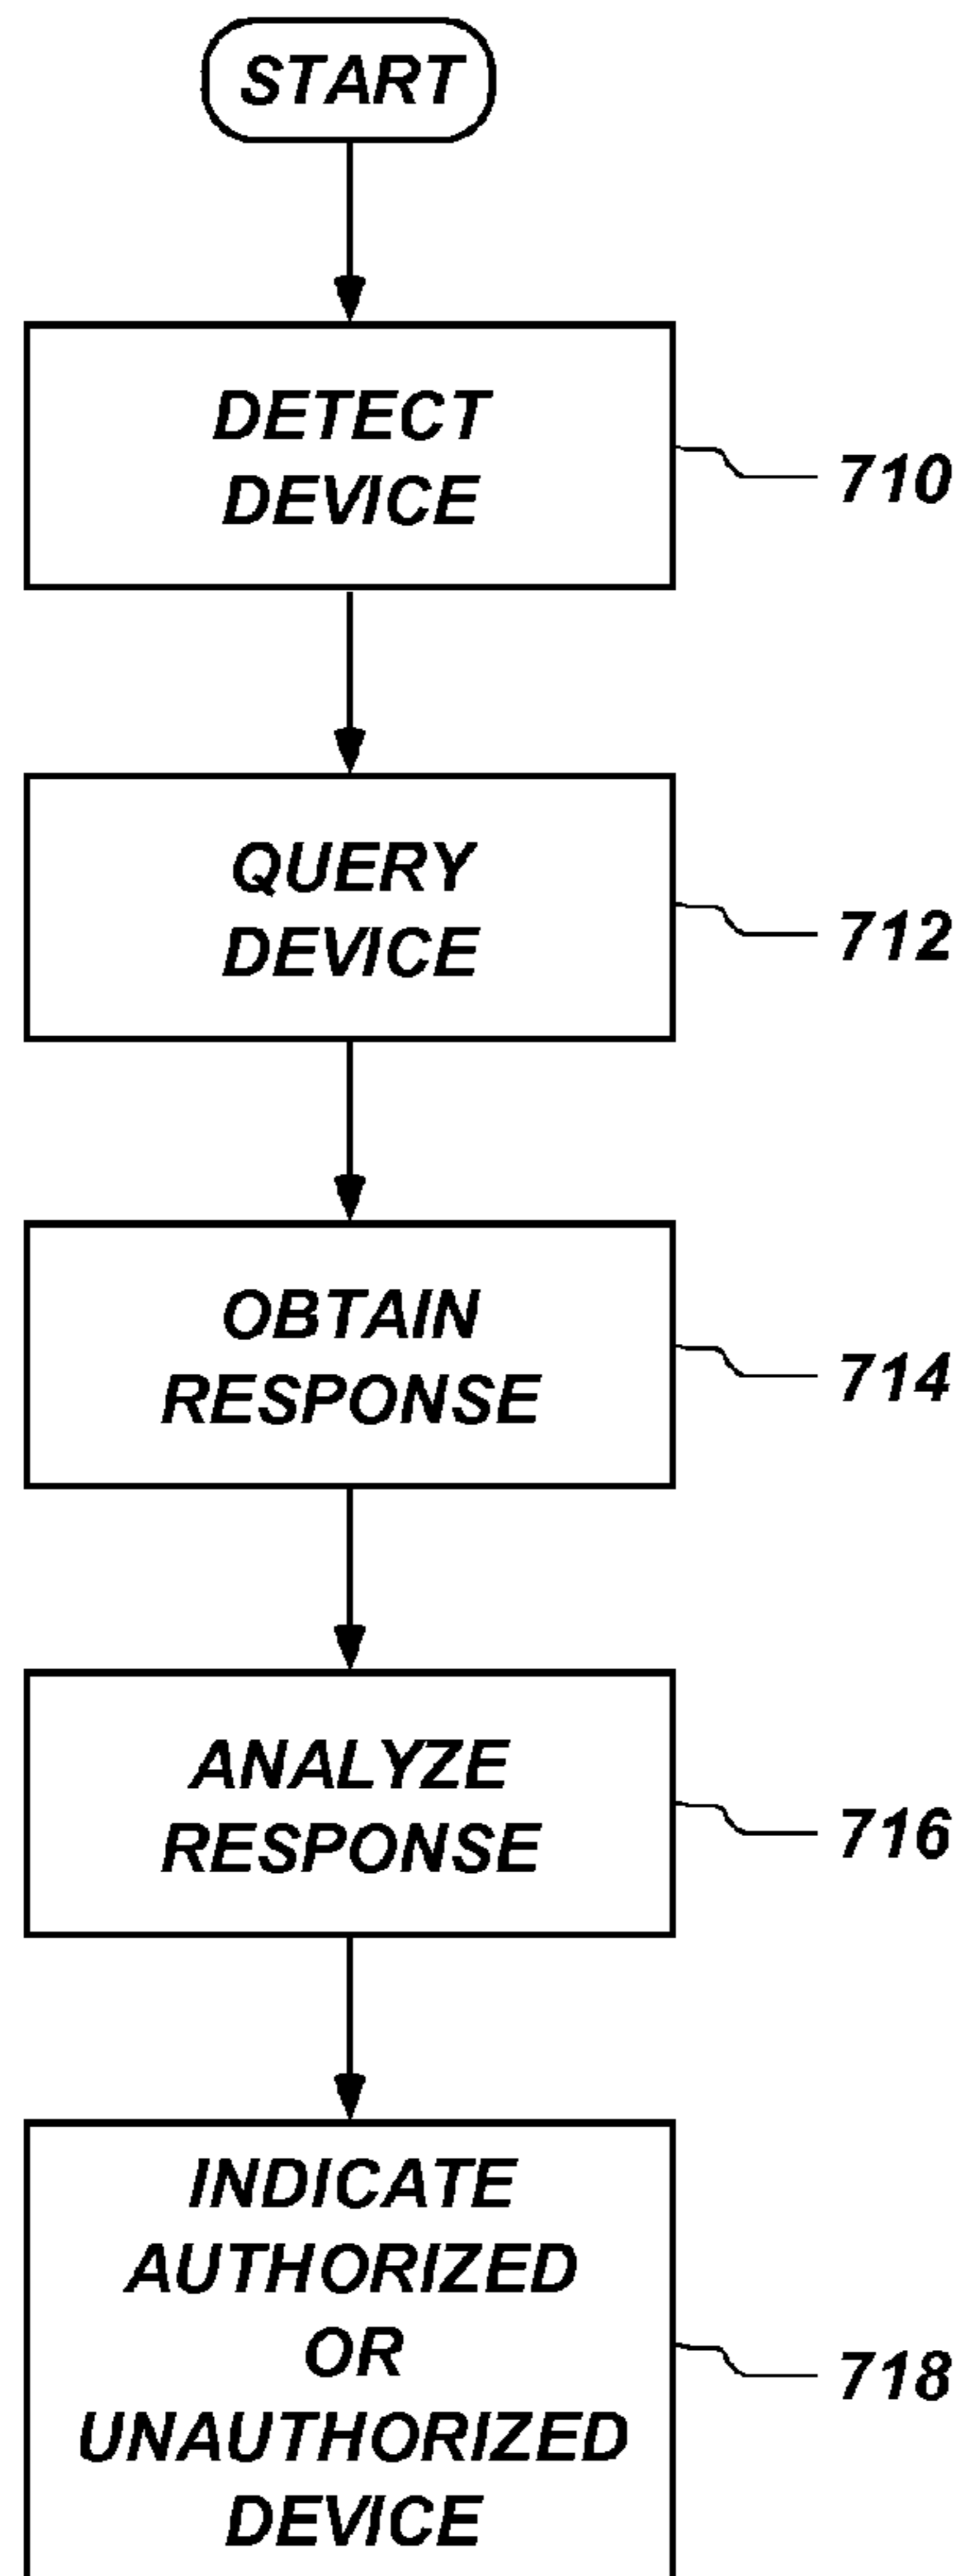 START
DETECT
DEVICE
710
QUERY
DEVICE
712
OBTAIN
RESPONSE
714
ANALYZE
RESPONSE
716
INDICATE
AUTHORIZED
OR
UNAUTHORIZED
DEVICE
718